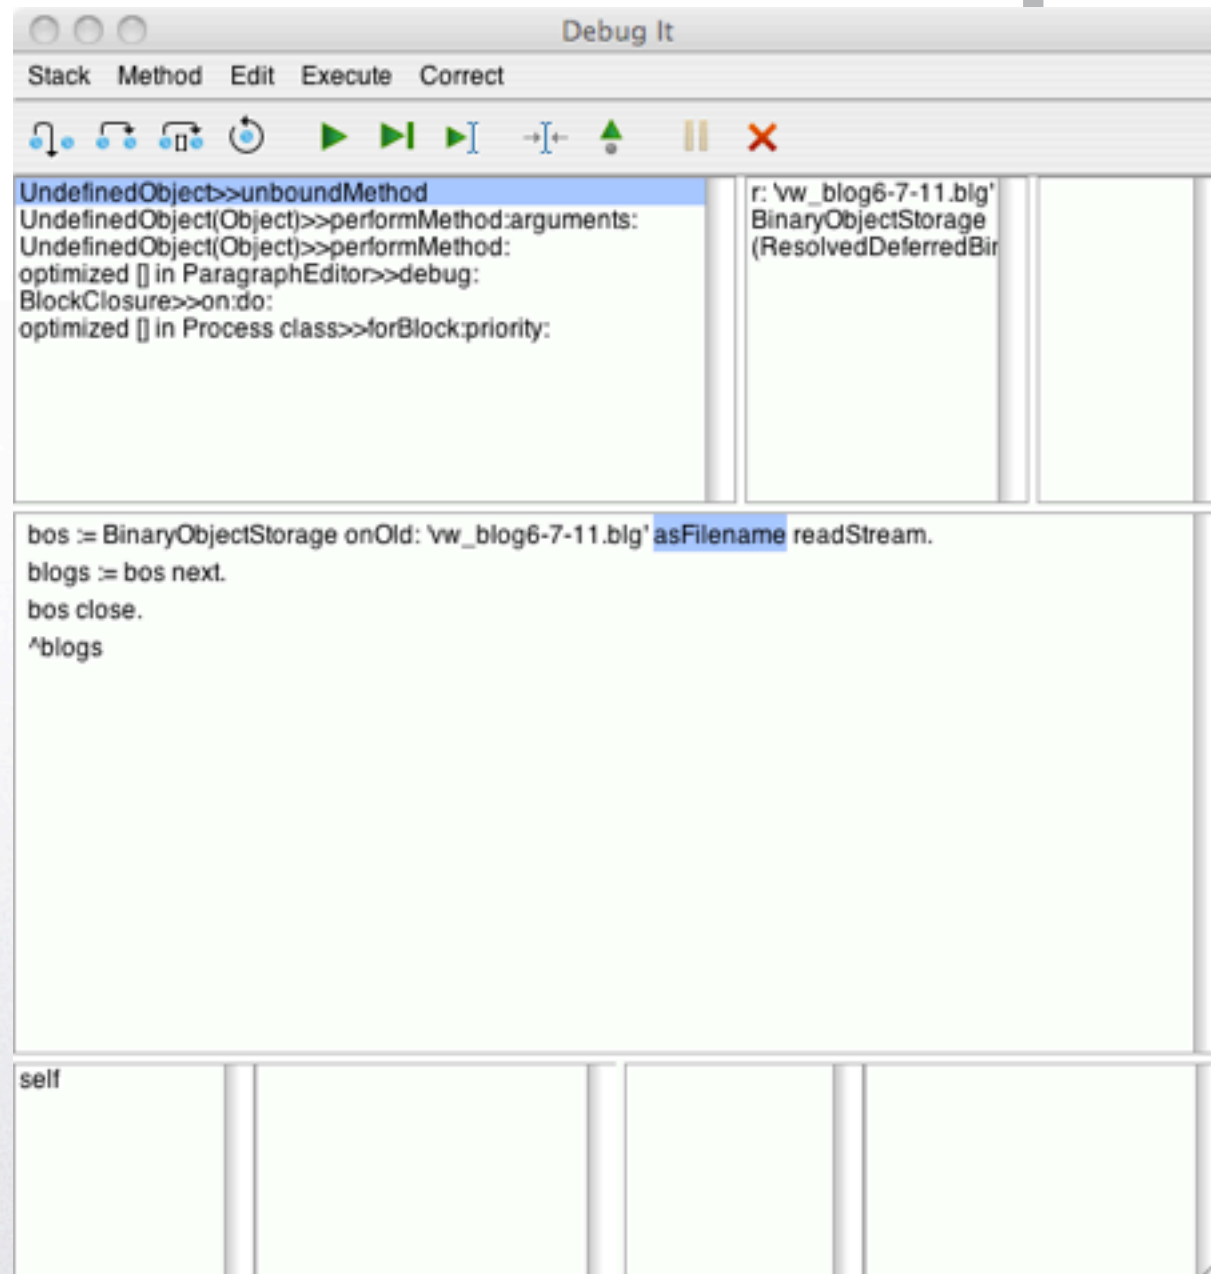 Debug It
Stack Method Edit Execute Correct
UndefinedObject>>unboundMethod
UndefinedObject(Object)>>performMethod:arguments:
UndefinedObject(Object)>>performMethod:
optimized [] in ParagraphEditor>>debug:
BlockClosure>>on:do:
optimized [] in Process class>>forBlock:priority:
r: 'vw_blog6-7-11.blg'
BinaryObjectStorage
(ResolvedDeferredBir
bos := BinaryObjectStorage onOld: 'vw_blog6-7-11.blg' asFilename readStream.
blogs := bos next.
bos close.
^blogs
self